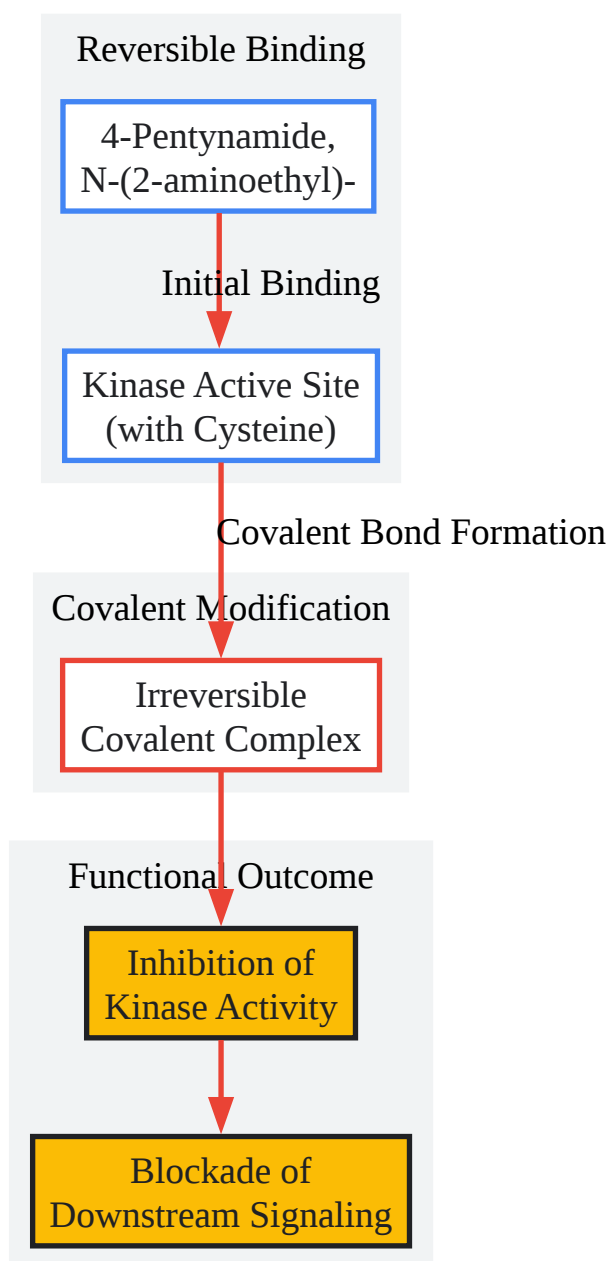 Reversible Binding
4-Pentynamide,
N-(2-aminoethyl)-
Initial Binding
Kinase Active Site
(with Cysteine)
Covalent Bond Formation
Covalent Modification
Irreversible
Covalent Complex
Functional Outcome
Inhibition of
Kinase Activity
Blockade of
Downstream Signaling